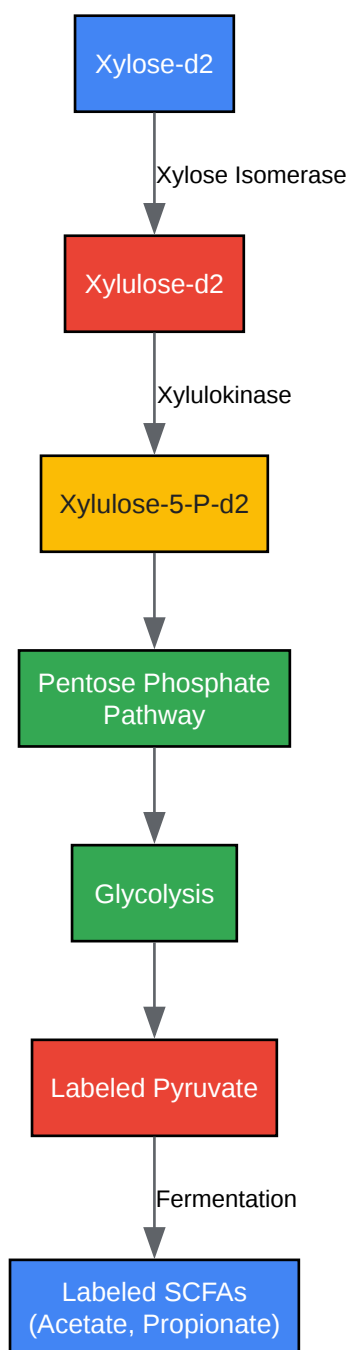 Xylose-d2
Xylose Isomerase
Xylulose-d2
Xylulokinase
Xylulose-5-P-d2
Pentose Phosphate
Pathway
Glycolysis
Labeled Pyruvate
Fermentation
Labeled SCFAs
(Acetate, Propionate)